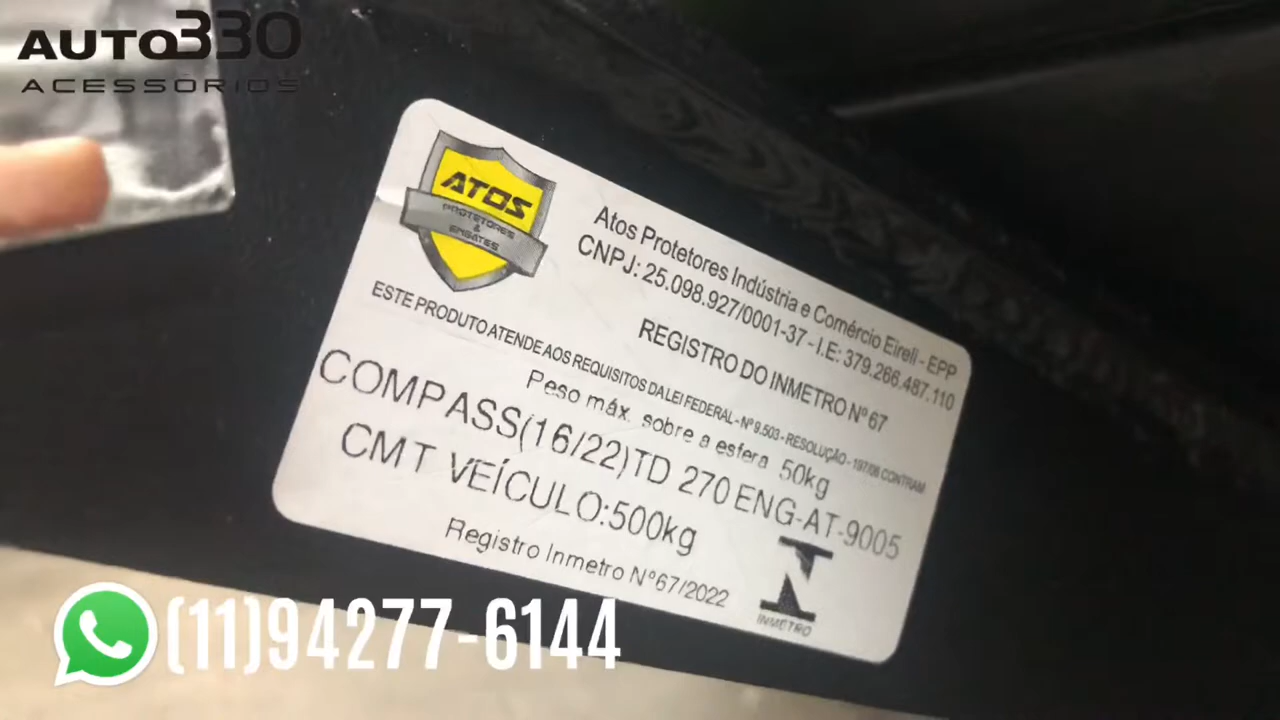 AUTO330
ACESSÓRIOS
ATOS
PROTETORES
&
ENGATES
Atos Protetores Indústria e Comércio Eireli - EPP
CNPJ: 25.098.927/0001-37 - I.E: 379.266.487.110
REGISTRO DO INMETRO Nº 67
ESTE PRODUTO ATENDE AOS REQUISITOS DA LEI FEDERAL - Nº 9.503 - RESOLUÇÃO - 197/06 CONTRAM
Peso máx. sobre a esfera 50kg
COMPASS(16/22)TD 270 ENG-AT-9005
CMT VEÍCULO:500kg
Registro Inmetro Nº67/2022
INMETRO
(11)94277-6144